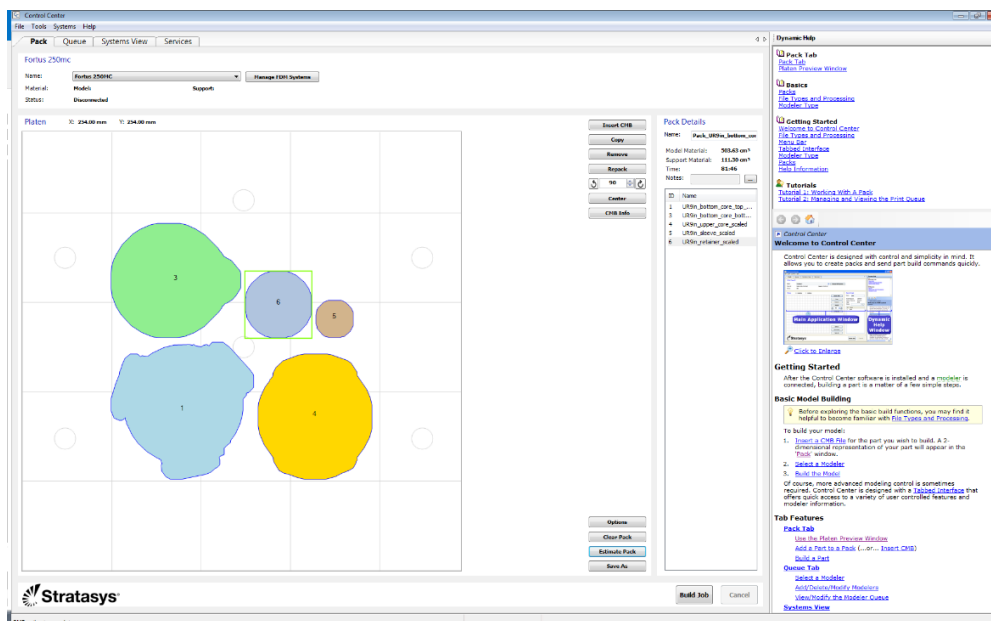 Control Center
File Tools Systems Help
Pack Queue Systems View Services
Fortus 250mc
Name: Fortus 250MC Manage FDM Systems
Material: Model: Support:
Status: Disconnected
Platen X: 254.00 mm Y: 254.00 mm
3
6
5
1
4
Insert CMB
Copy
Remove
Repack
90
Center
CMB Info
Options
Clear Pack
Estimate Pack
Save As
Pack Details
Name: Pack_UR9in_bottom_cor
Model Material: 503.63 cm³
Support Material: 111.30 cm³
Time: 81:46
Notes: ...
ID Name
1 UR9in_bottom_core_top_...
3 UR9in_bottom_core_bott...
4 UR9in_upper_core_scaled
5 UR9in_sleeve_scaled
6 UR9in_retainer_scaled
Stratasys
Build Job Cancel
Dynamic Help
Pack Tab
Pack Tab
Platen Preview Window
Basics
Packs
File Types and Processing
Modeler Type
Getting Started
Welcome to Control Center
File Types and Processing
Menu Bar
Tabbed Interface
Modeler Type
Packs
Help Information
Tutorials
Tutorial 1: Working With A Pack
Tutorial 2: Managing and Viewing the Print Queue
Control Center
Welcome to Control Center
Control Center is designed with control and simplicity in mind. It
allows you to create packs and send part build commands quickly.
Main Application Window
Dynamic Help Window
Stratasys
Click to Enlarge
Getting Started
After the Control Center software is installed and a modeler is
connected, building a part is a matter of a few simple steps.
Basic Model Building
Before exploring the basic build functions, you may find it
helpful to become familiar with File Types and Processing.
To build your model:
1. Insert a CMB File for the part you wish to build. A 2-
dimensional representation of your part will appear in the
'Pack' window.
2. Select a Modeler
3. Build the Model
Of course, more advanced modeling control is sometimes
required. Control Center is designed with a Tabbed Interface that
offers quick access to a variety of user controlled features and
modeler information.
Tab Features
Pack Tab
Use the Platen Preview Window
Add a Part to a Pack (...or... Insert CMB)
Build a Part
Queue Tab
Select a Modeler
Add/Delete/Modify Modelers
View/Modify the Modeler Queue
Systems View